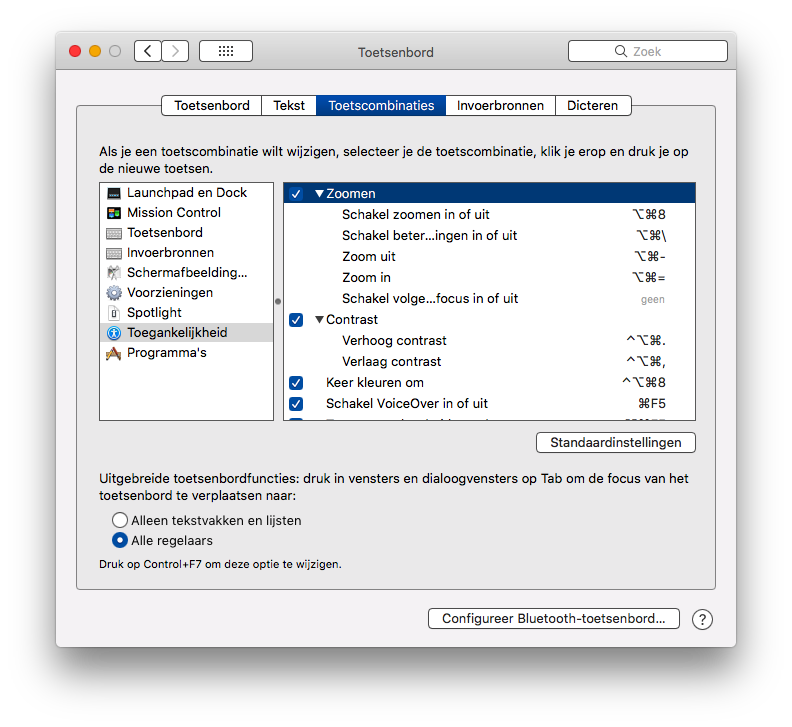 Toetsenbord
Zoek
Toetsenbord
Tekst
Toetscombinaties
Invoerbronnen
Dicteren
Als je een toetscombinatie wilt wijzigen, selecteer je de toetscombinatie, klik je erop en druk je op
de nieuwe toetsen.
Launchpad en Dock
Mission Control
Toetsenbord
Invoerbronnen
Schermafbeelding...
Voorzieningen
Spotlight
Toegankelijkheid
Programma's
Zoomen
Schakel zoomen in of uit ⌥⌘8
Schakel beter...ingen in of uit ⌥⌘\
Zoom uit ⌥⌘-
Zoom in ⌥⌘=
Schakel volge...focus in of uit geen
Contrast
Verhoog contrast ^⌥⌘.
Verlaag contrast ^⌥⌘,
Keer kleuren om ^⌥⌘8
Schakel VoiceOver in of uit ⌘F5
Standaardinstellingen
Uitgebreide toetsenbordfuncties: druk in vensters en dialoogvensters op Tab om de focus van het
toetsenbord te verplaatsen naar:
Alleen tekstvakken en lijsten
Alle regelaars
Druk op Control+F7 om deze optie te wijzigen.
Configureer Bluetooth-toetsenbord...
?